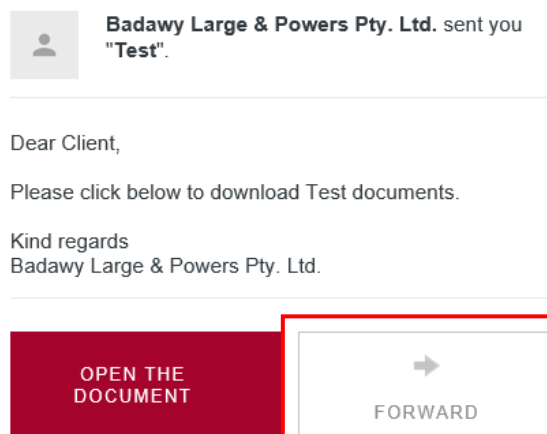 Badawy Large & Powers Pty. Ltd. sent you
"Test".
Dear Client,
Please click below to download Test documents.
Kind regards
Badawy Large & Powers Pty. Ltd.
OPEN THE
DOCUMENT
FORWARD